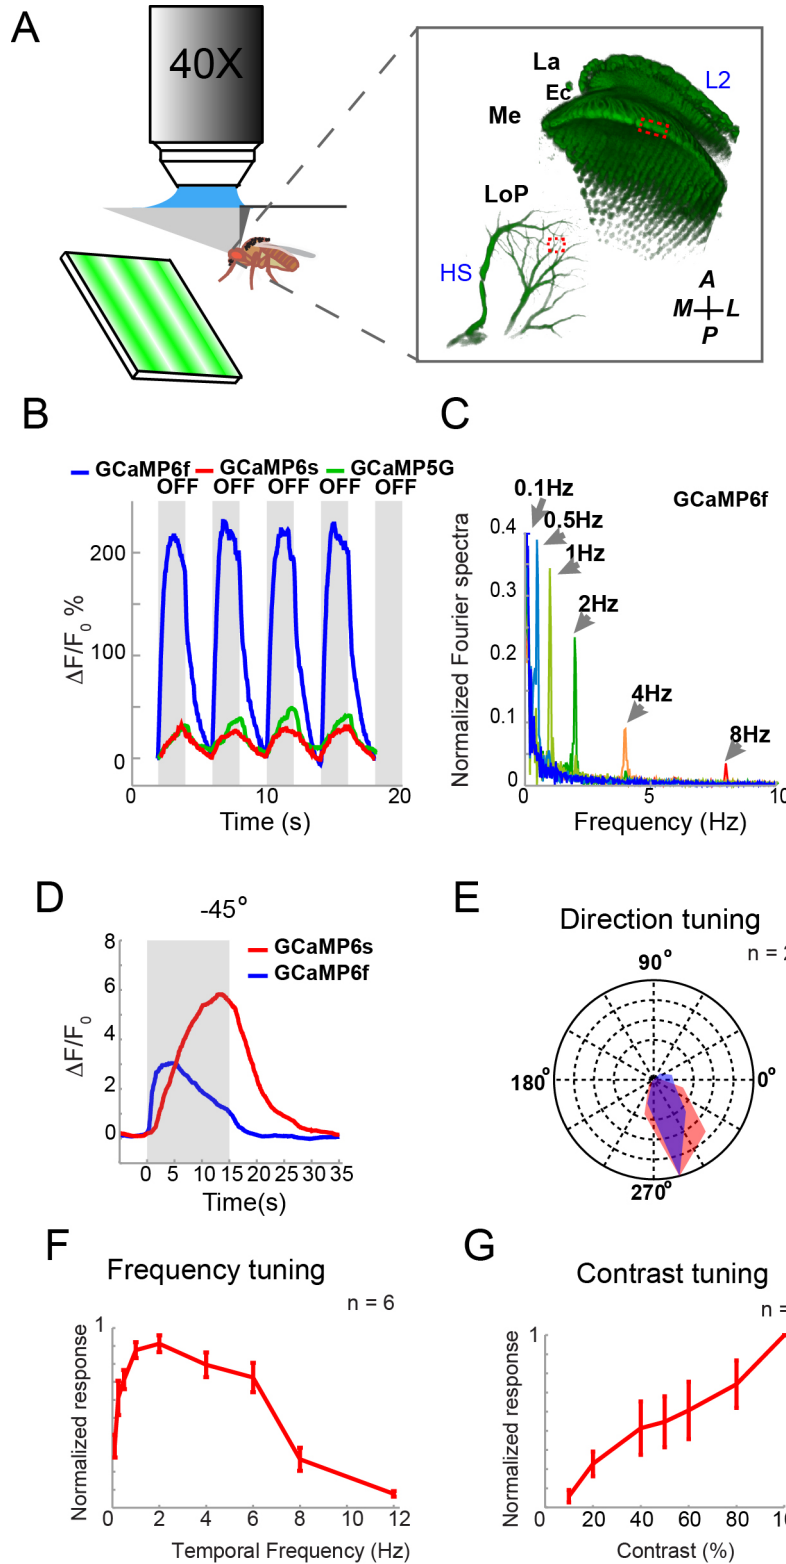 A
40X
La
Ec
L2
Me
LoP
HS
A
M L
P
B
GCaMP6f GCaMP6s GCaMP5G
OFF OFF OFF OFF OFF
200
100
0
ΔF/F0 %
0 10 20
Time (s)
C
GCaMP6f
0.1Hz
0.5Hz
1Hz
2Hz
4Hz
8Hz
0.4
0.3
0.2
0.1
0
Normalized Fourier spectra
0 5 10
Frequency (Hz)
D
-45°
GCaMP6s
GCaMP6f
8
6
4
2
0
ΔF/F0
0 5 10 15 20 25 30 35
Time(s)
E
Direction tuning
n = 2
90°
180° 0°
270°
F
Frequency tuning
n = 6
1
Normalized response
0 2 4 6 8 10 12
Temporal Frequency (Hz)
G
Contrast tuning
n =
1
Normalized response
0 20 40 60 80 10
Contrast (%)